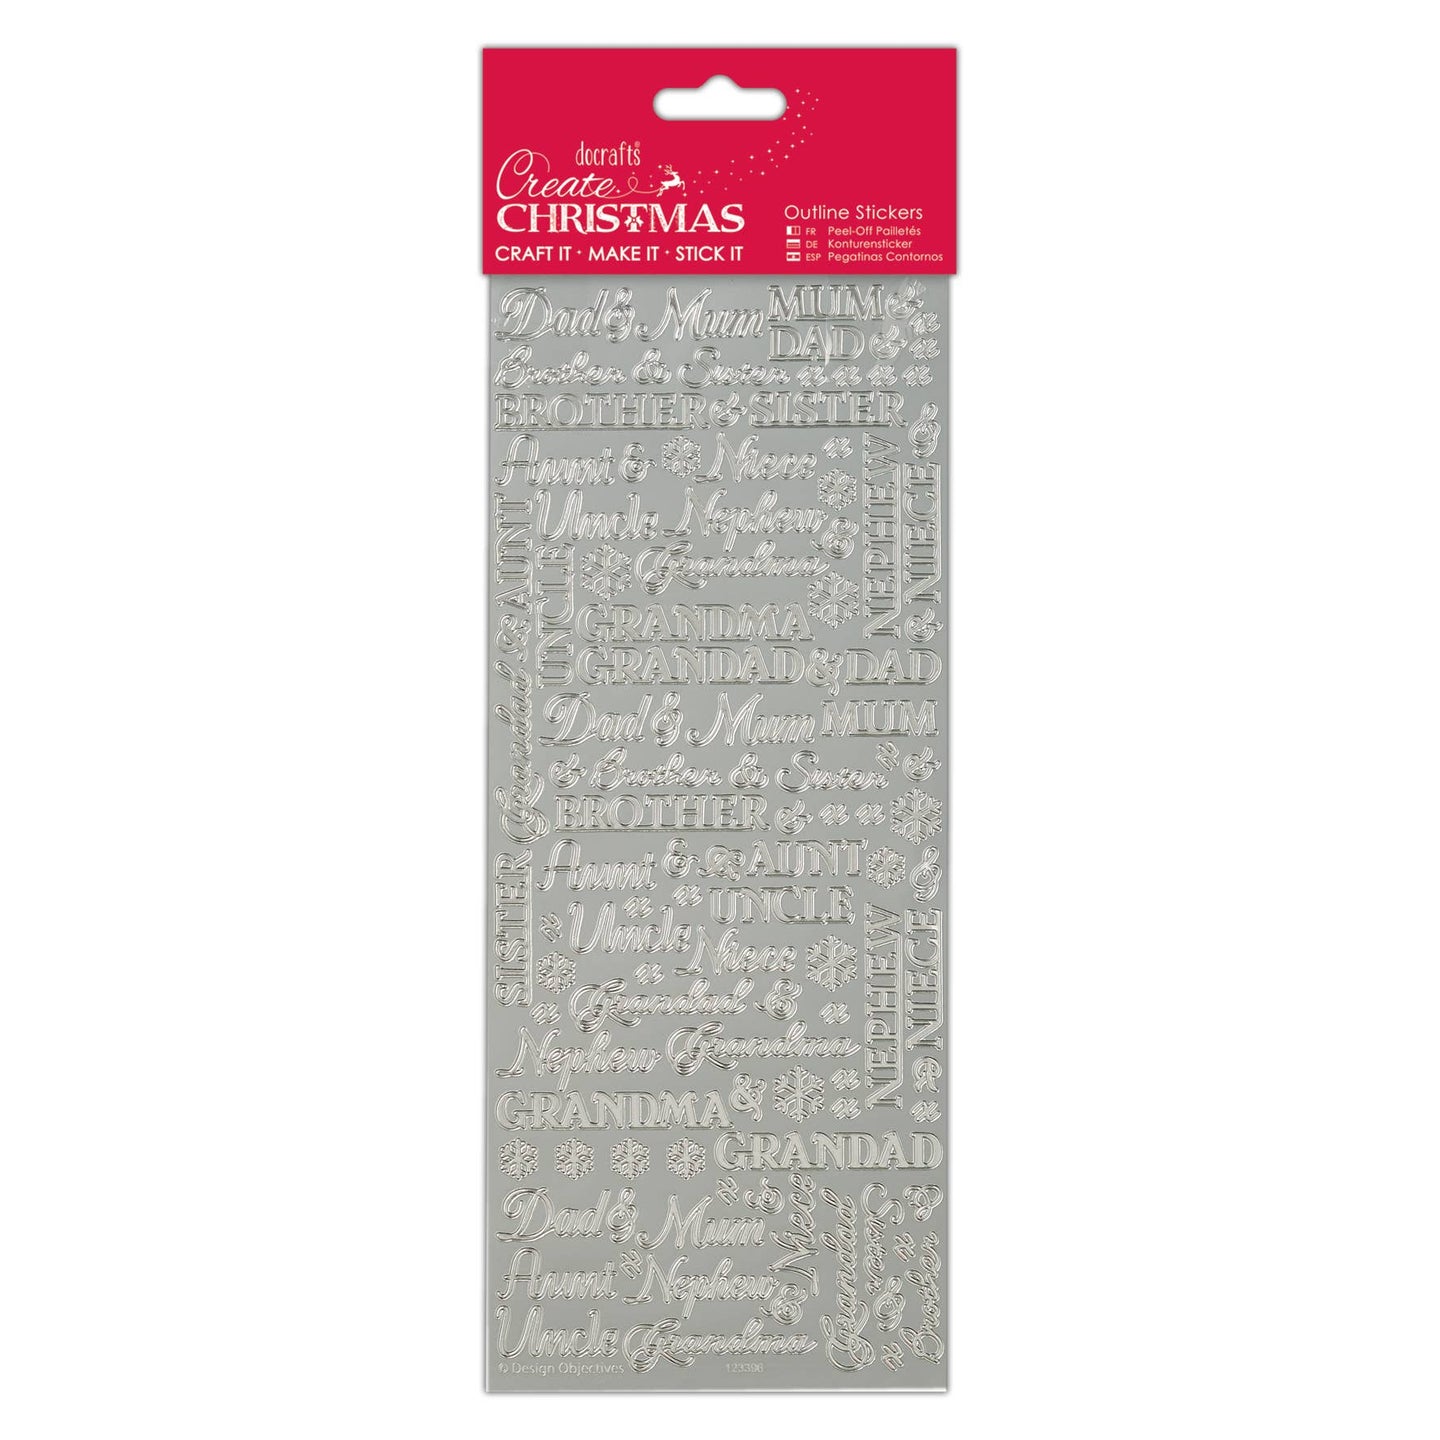 docrafts®
Create
CHRISTMAS
CRAFT IT • MAKE IT • STICK IT
Outline Stickers
FR Peel-Off Pailletés
DE Konturensticker
ESP Pegatinas Contornos
Dad & Mum MUM &
DAD & x x
Brother & Sister x x x x
BROTHER & SISTER &
Aunt & Niece x
NEPHEW
& NIECE
Uncle Nephew &
& AUNT
UNCLE
Grandma
GRANDMA
GRANDAD & DAD
Grandad
Dad & Mum MUM
& Brother & Sister x &
BROTHER & x x
SISTER
Aunt & & AUNT &
x x UNCLE
x Uncle Niece
NEPHEW
& NIECE
x
x Grandad & x
Nephew Grandma
GRANDMA & x x
GRANDAD
Dad & Mum x &
Niece
Grandad
Sister &
& Brother
Aunt x Nephew &
Uncle Grandma
© Design Objectives 123396